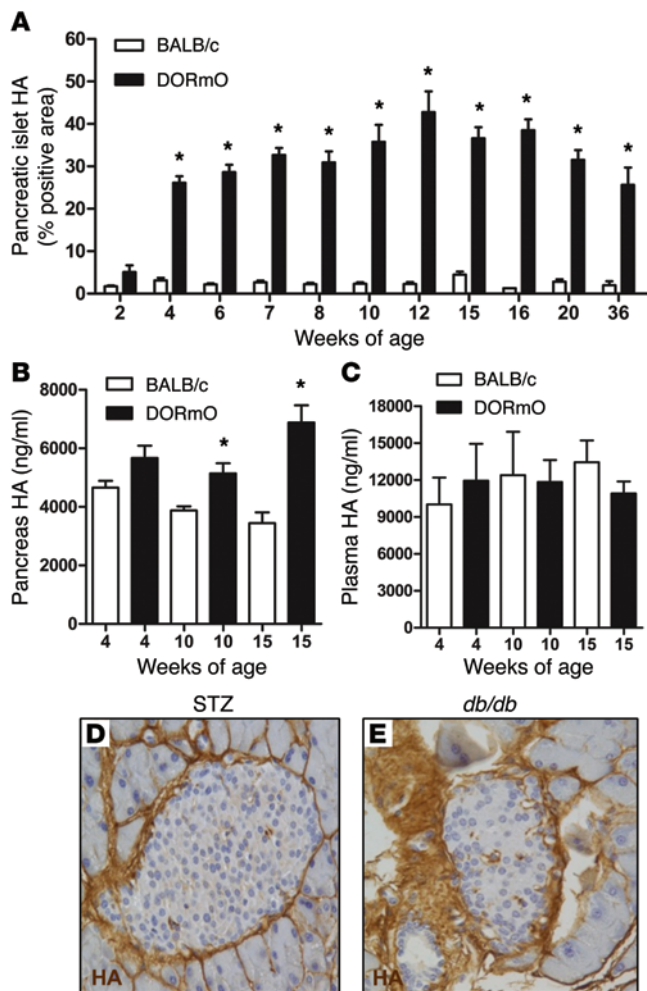 A
BALB/c
DORmO
Pancreatic islet HA
(% positive area)
60
50
40
30
20
10
0
* * * * * * * * * *
2 4 6 7 8 10 12 15 16 20 36
Weeks of age
B
BALB/c
DORmO
Pancreas HA (ng/ml)
8000
6000
4000
2000
0
* *
4 4 10 10 15 15
Weeks of age
C
BALB/c
DORmO
Plasma HA (ng/ml)
18000
15000
12000
9000
6000
3000
0
4 4 10 10 15 15
Weeks of age
STZ
D
HA
db/db
E
HA